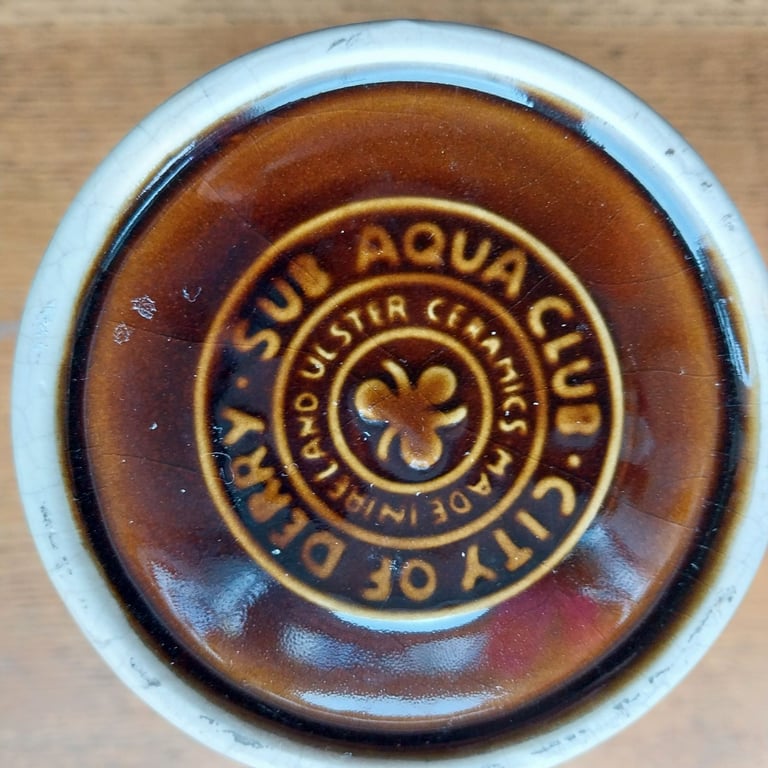 SUB AQUA CLUB · CITY OF DERRY ·
ULSTER CERAMICS MADE IN IRELAND